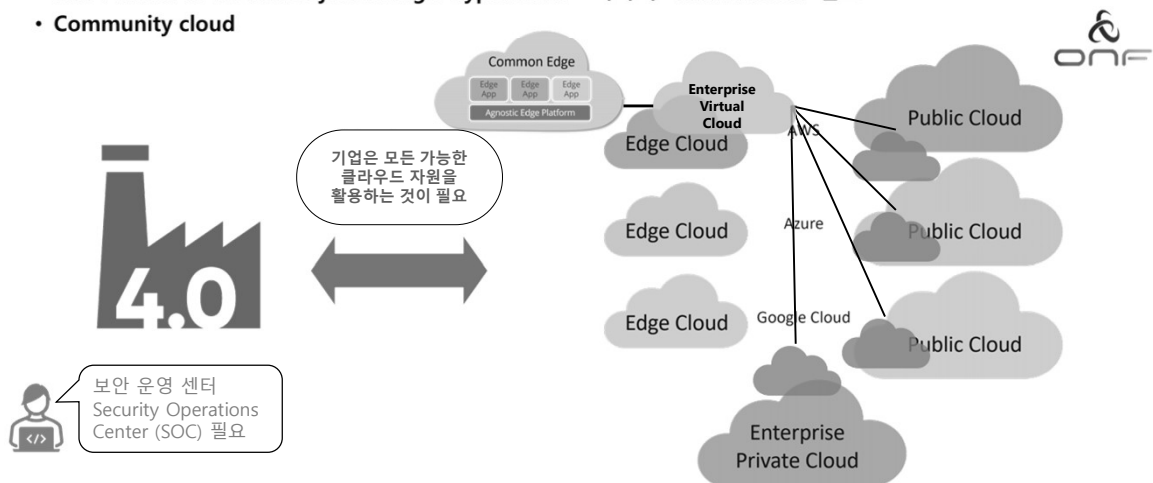 • Community cloud
ONF
Common Edge
Edge App
Edge App
Edge App
Agnostic Edge Platform
Enterprise
Virtual
Cloud
AWS
Public Cloud
Edge Cloud
기업은 모든 가능한
클라우드 자원을
활용하는 것이 필요
Edge Cloud
Azure
Public Cloud
4.0
Edge Cloud
Google Cloud
Public Cloud
보안 운영 센터
Security Operations
Center (SOC) 필요
</>
Enterprise
Private Cloud